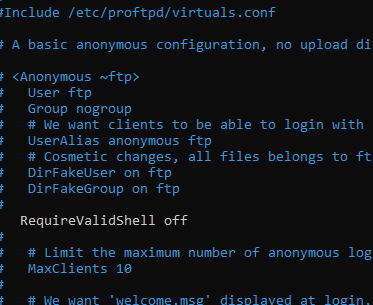 #Include /etc/proftpd/virtuals.conf
# A basic anonymous configuration, no upload di
# <Anonymous ~ftp>
#   User ftp
#   Group nogroup
#   # We want clients to be able to login with
#   UserAlias anonymous ftp
#   # Cosmetic changes, all files belongs to ft
#   DirFakeUser on ftp
#   DirFakeGroup on ftp
#
   RequireValidShell off
#
#   # Limit the maximum number of anonymous log
#   MaxClients 10
#
#   # We want 'welcome.msg' displayed at login,